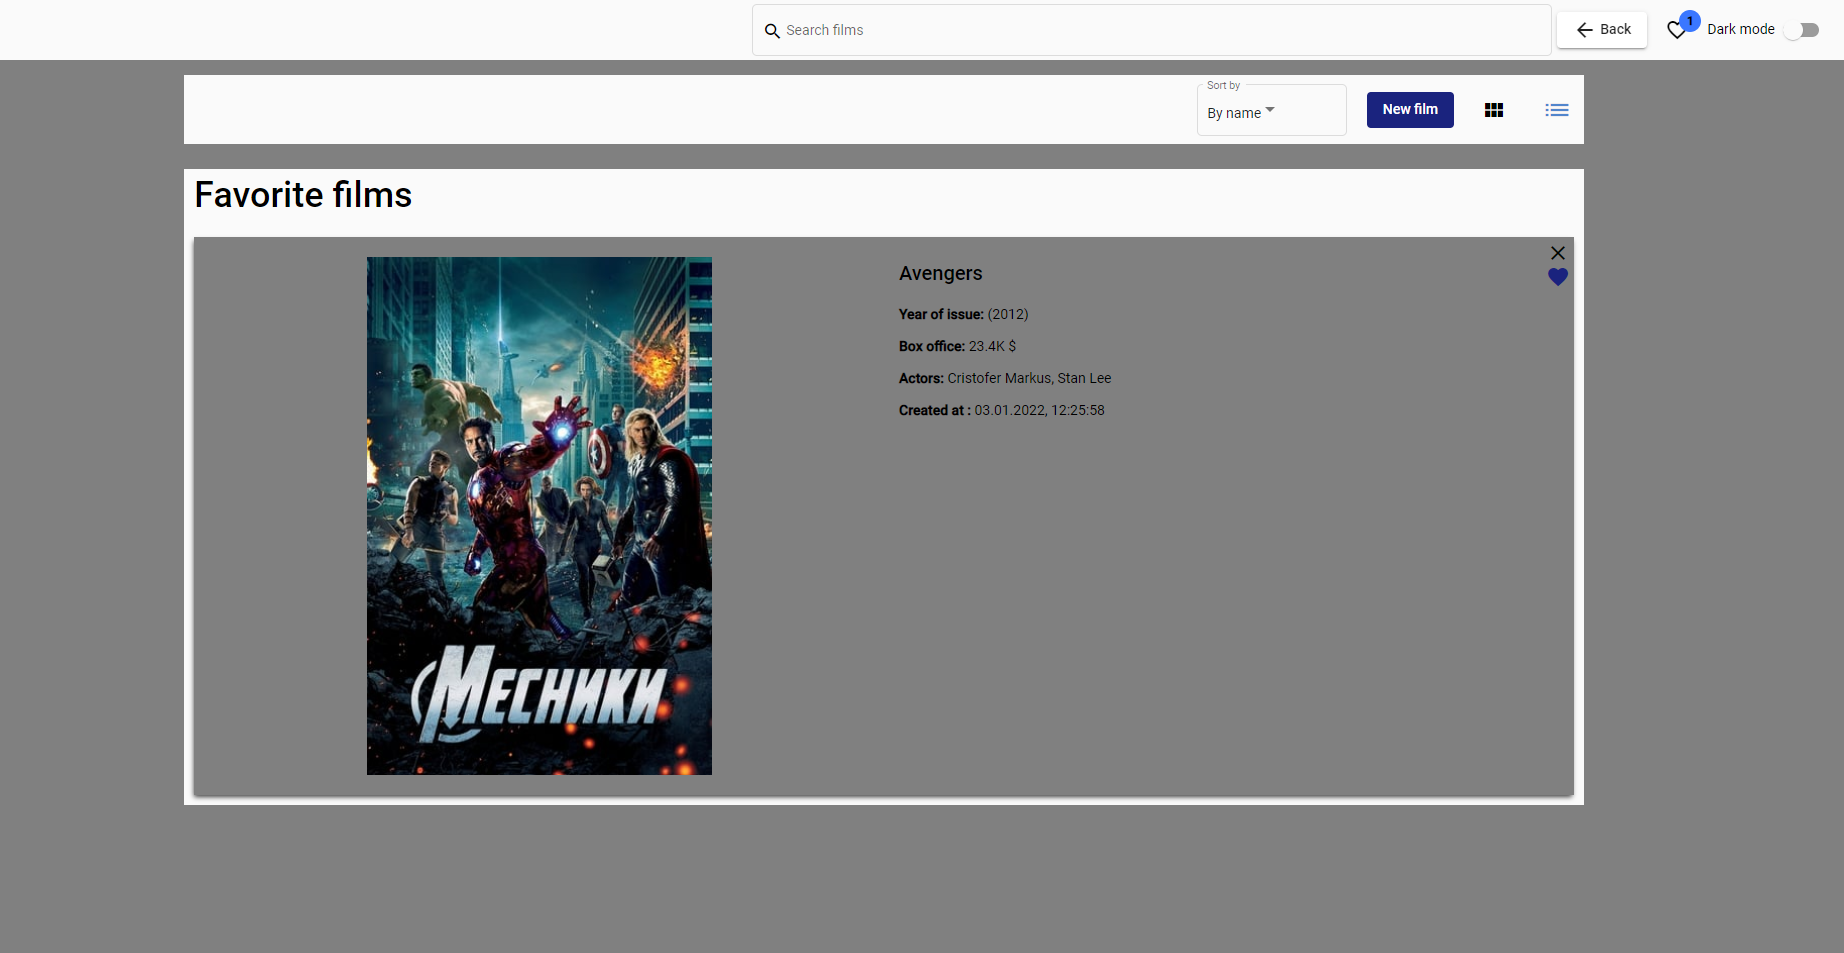 Search films
Back
1
Dark mode
Sort by
By name
New film
Favorite films
Avengers
Year of issue: (2012)
Box office: 23.4K $
Actors: Cristofer Markus, Stan Lee
Created at : 03.01.2022, 12:25:58
МЕСНИКИ